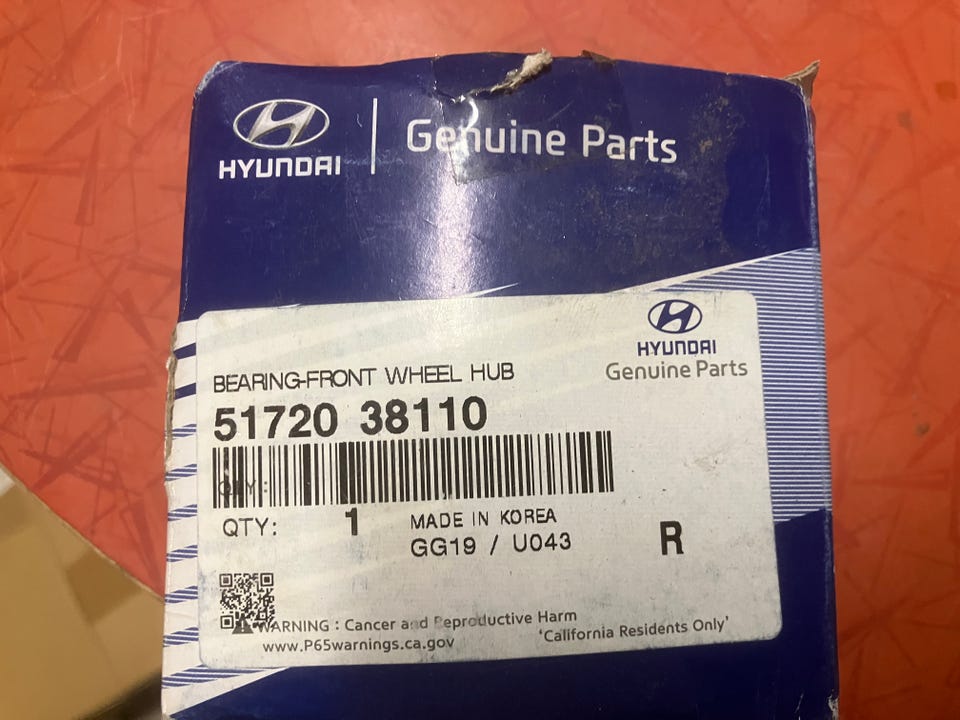 HYUNDAI
Genuine Parts
HYUNDAI
Genuine Parts
BEARING-FRONT WHEEL HUB
51720 38110
QTY:
QTY: 1 MADE IN KOREA
GG19 / U043
R
WARNING : Cancer and Reproductive Harm
www.P65warnings.ca.gov 'California Residents Only'